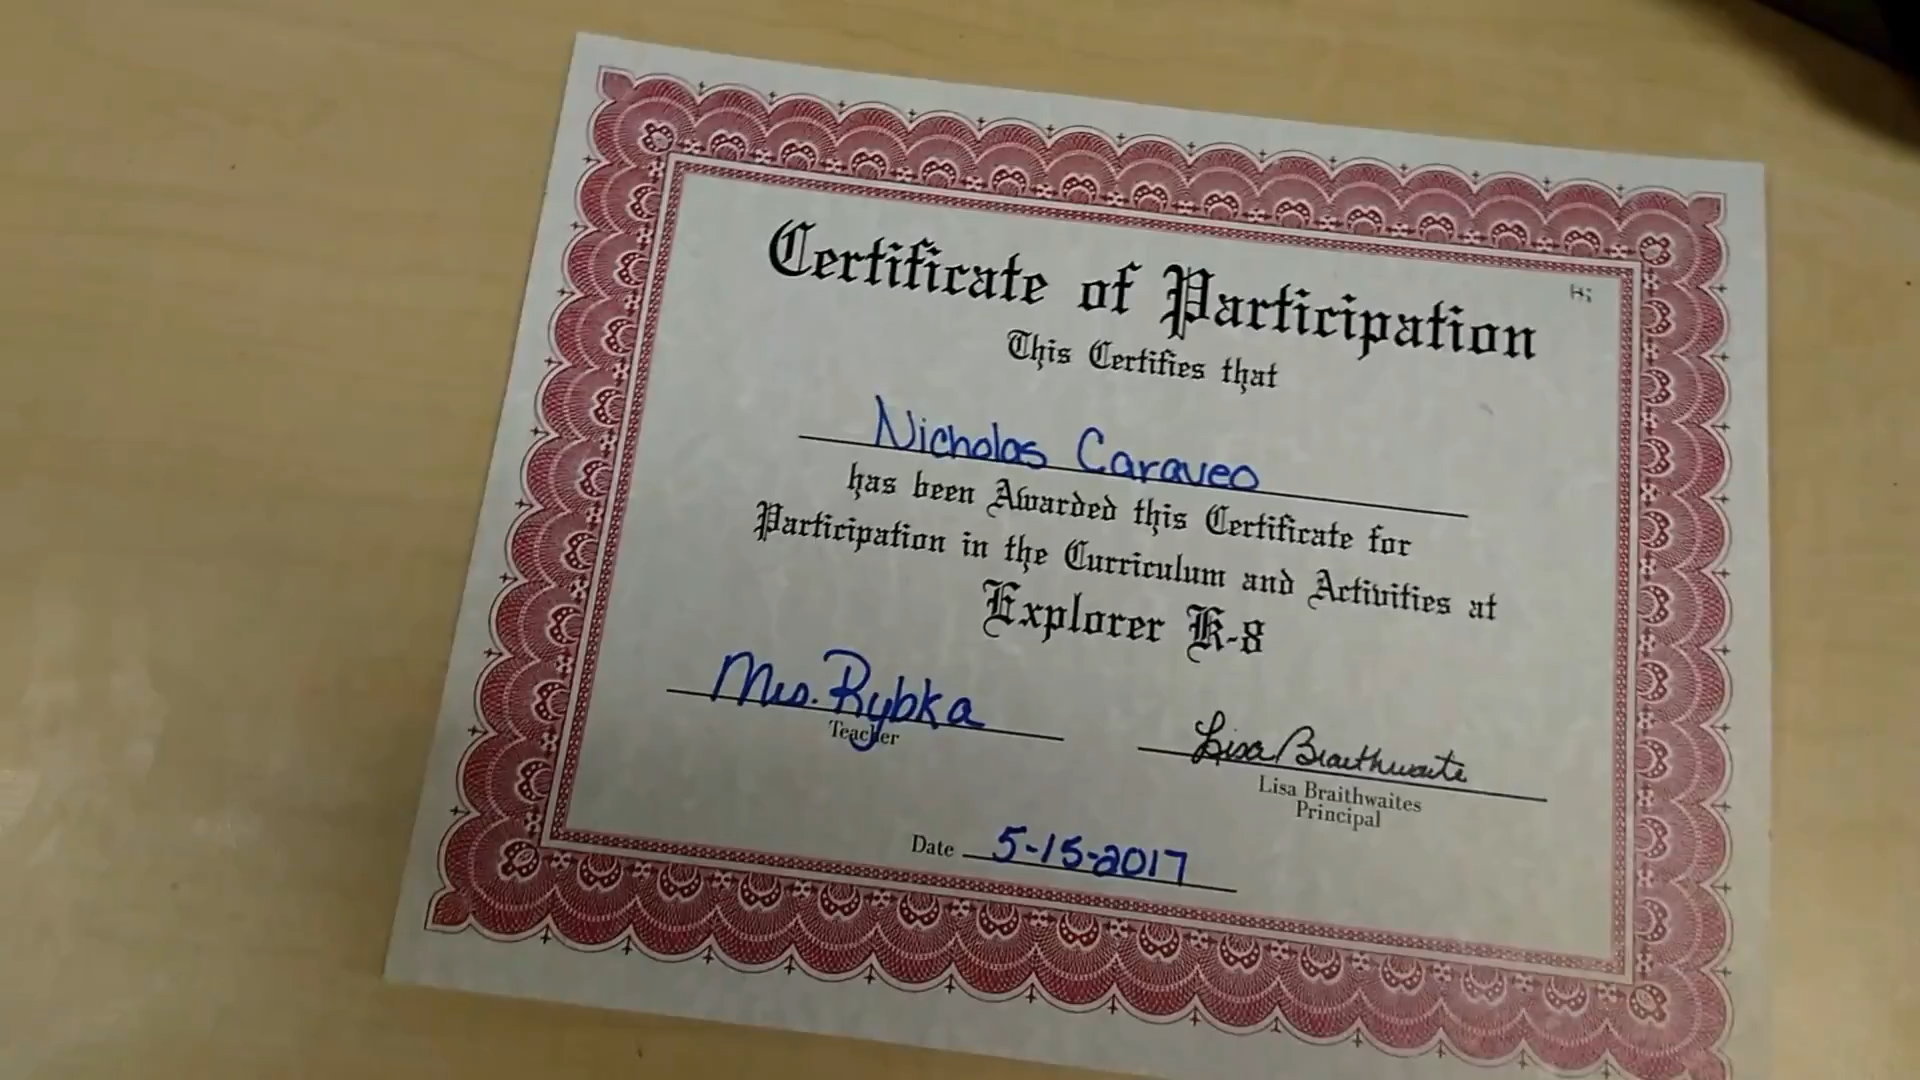 Certificate of Participation
This Certifies that
Nicholas Caraveo
has been Awarded this Certificate for
Participation in the Curriculum and Activities at
Explorer K-8
Mrs. Rybka
Teacher
Lisa Braithwaite
Lisa Braithwaites
Principal
Date 5-15-2017